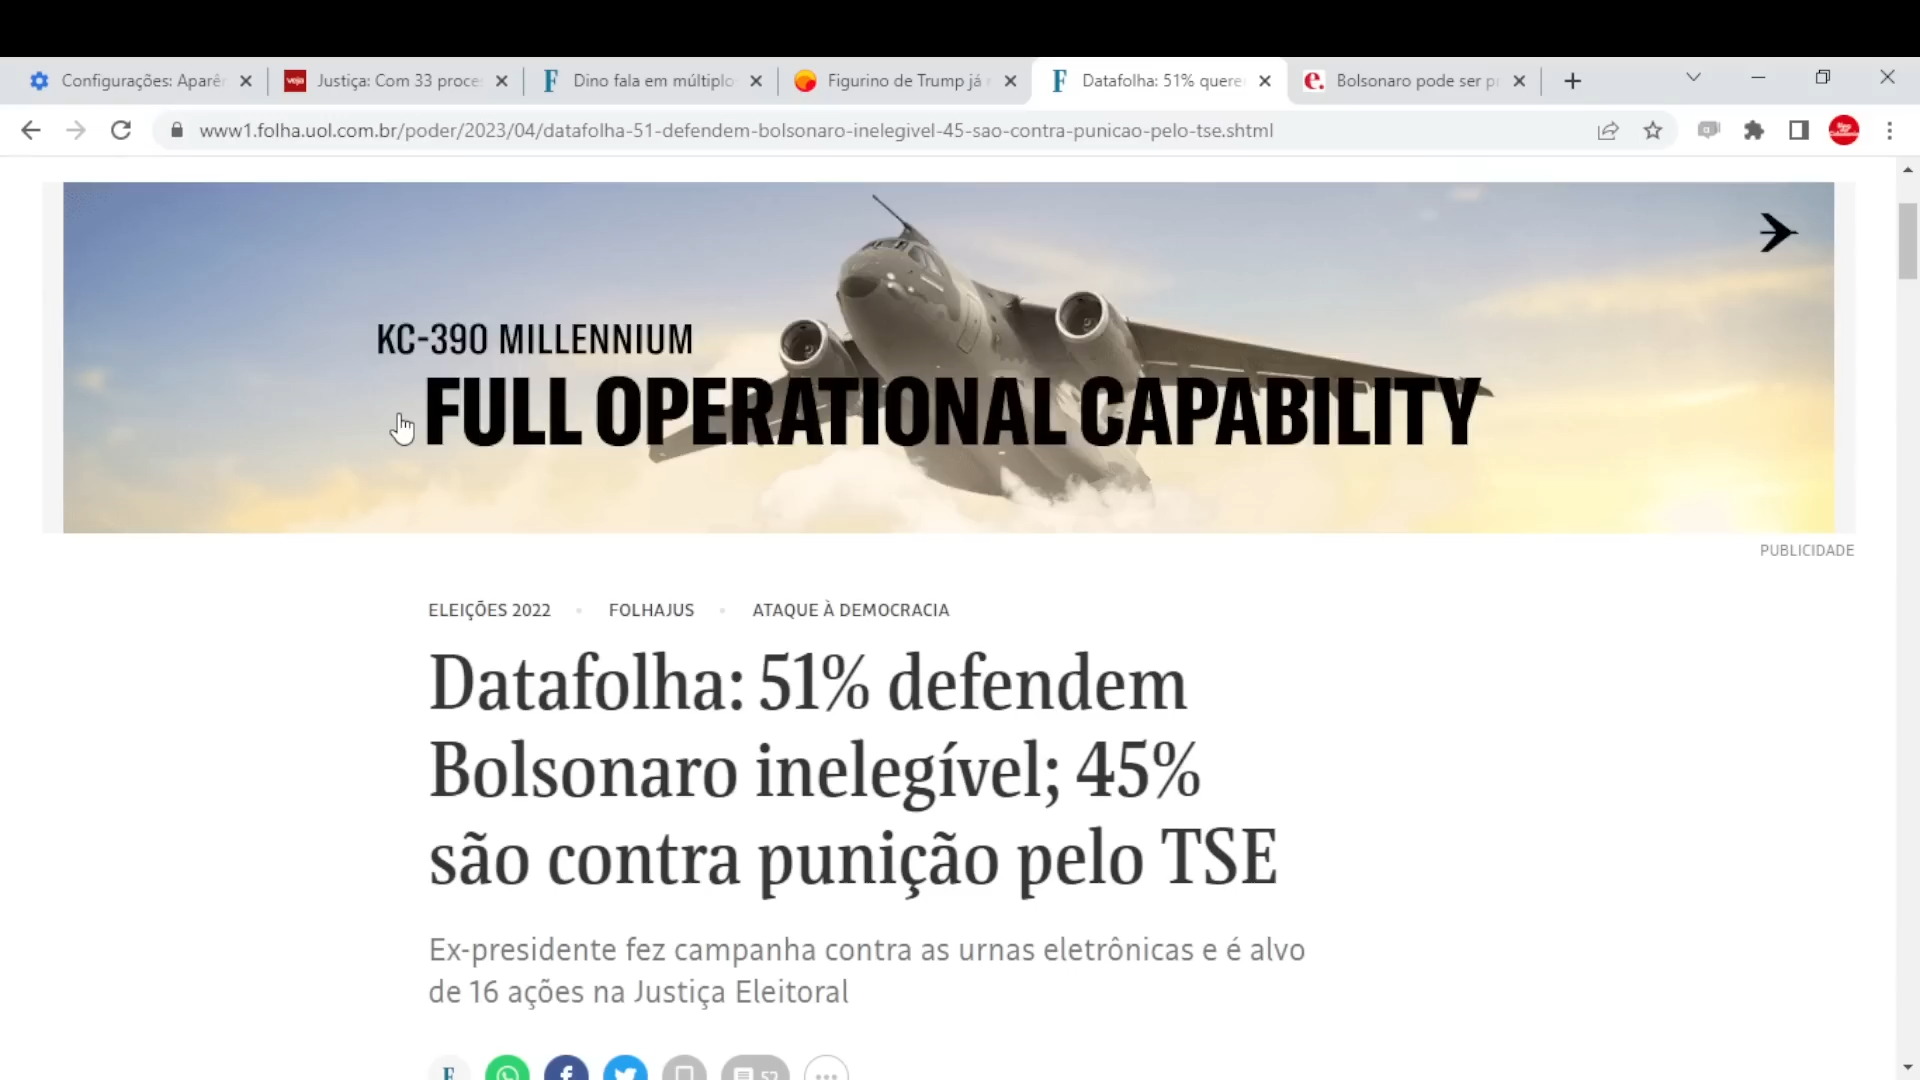 Configurações: Aparê
veja
Justiça: Com 33 proce
F
Dino fala em múltiplo
Figurino de Trump já
F
Datafolha: 51% quere
e.
Bolsonaro pode ser p
www1.folha.uol.com.br/poder/2023/04/datafolha-51-defendem-bolsonaro-inelegivel-45-sao-contra-punicao-pelo-tse.shtml
KC-390 MILLENNIUM
FULL OPERATIONAL CAPABILITY
PUBLICIDADE
ELEIÇÕES 2022 • FOLHAJUS • ATAQUE À DEMOCRACIA
Datafolha: 51% defendem
Bolsonaro inelegível; 45%
são contra punição pelo TSE
Ex-presidente fez campanha contra as urnas eletrônicas e é alvo
de 16 ações na Justiça Eleitoral
F
52